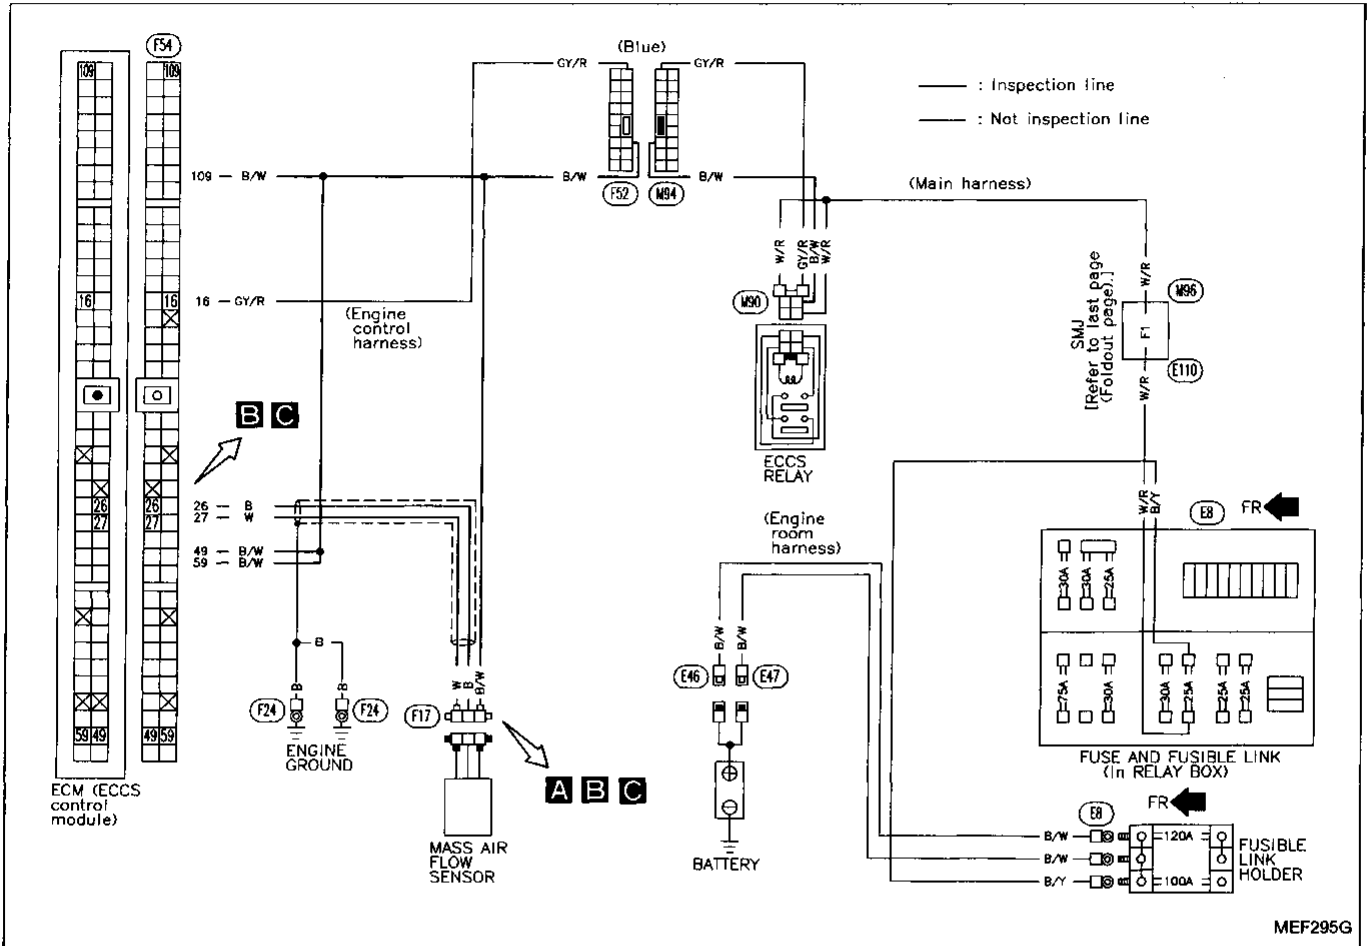 F54
(Blue)
GY/R
GY/R
: Inspection line
: Not inspection line
109
109
109 B/W
B/W
B/W
F52
M94
(Main harness)
16
16
16 GY/R
(Engine
control
harness)
W/R
GY/R
B/W
W/R
M90
W/R
M96
SMJ
[Refer to last page
(Foldout page).]
F1
E110
W/R
B C
ECCS
RELAY
26
27
26
27
26 B
27 W
49 B/W
59 B/W
(Engine
room
harness)
W/R
B/Y
E8
FR
30A
30A
25A
B/W
B/W
E46
E47
75A
30A
30A
25A
25A
B
B
B
F24
F24
ENGINE
GROUND
W
B
B/W
F17
59 49
49 59
A B C
FUSE AND FUSIBLE LINK
(In RELAY BOX)
ECM (ECCS
control
module)
MASS AIR
FLOW
SENSOR
BATTERY
FR
E8
B/W
120A
B/W
B/Y
100A
FUSIBLE
LINK
HOLDER
MEF295G